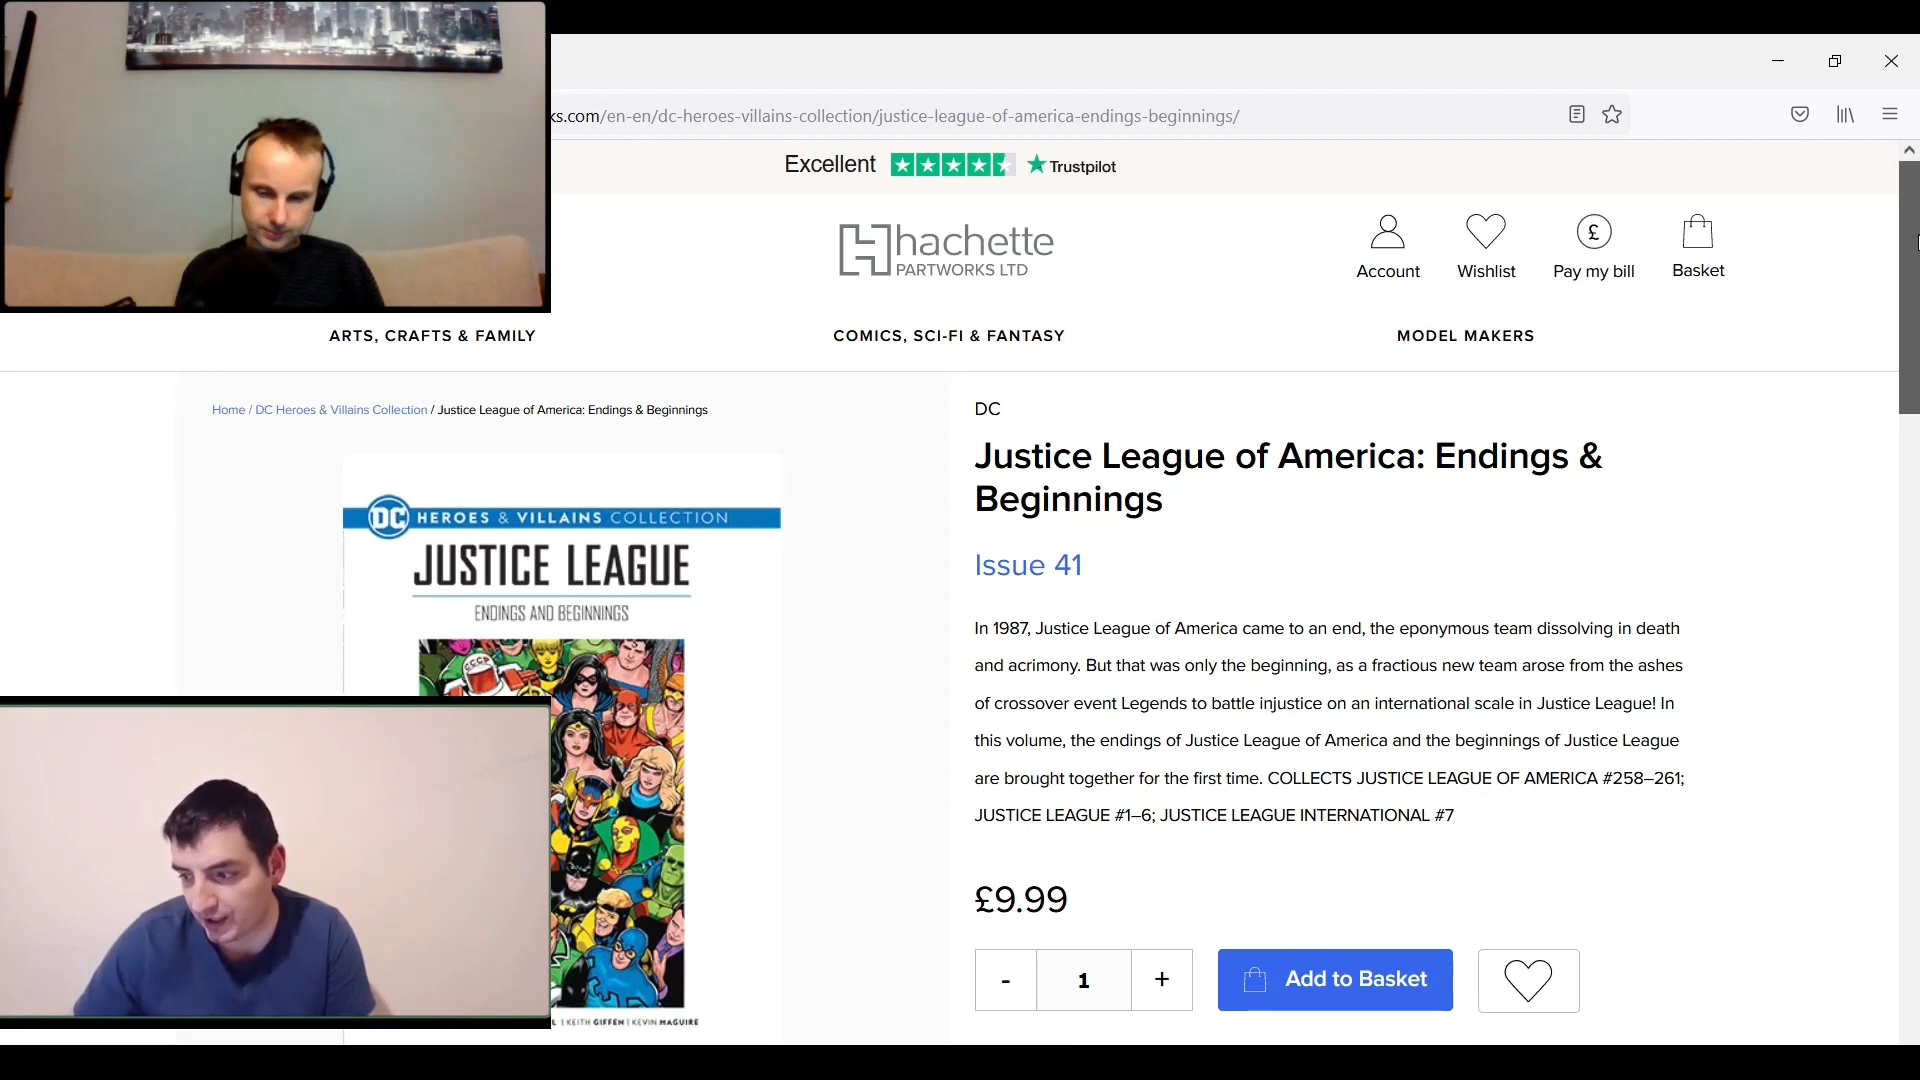 ks.com/en-en/dc-heroes-villains-collection/justice-league-of-america-endings-beginnings/
Excellent
Trustpilot
hachette
PARTWORKS LTD
Account
Wishlist
£
Pay my bill
Basket
ARTS, CRAFTS & FAMILY
COMICS, SCI-FI & FANTASY
MODEL MAKERS
Home / DC Heroes & Villains Collection / Justice League of America: Endings & Beginnings
DC HEROES & VILLAINS COLLECTION
JUSTICE LEAGUE
ENDINGS AND BEGINNINGS
CCCP
L | KEITH GIFFEN | KEVIN MAGUIRE
DC
Justice League of America: Endings &
Beginnings
Issue 41
In 1987, Justice League of America came to an end, the eponymous team dissolving in death
and acrimony. But that was only the beginning, as a fractious new team arose from the ashes
of crossover event Legends to battle injustice on an international scale in Justice League! In
this volume, the endings of Justice League of America and the beginnings of Justice League
are brought together for the first time. COLLECTS JUSTICE LEAGUE OF AMERICA #258–261;
JUSTICE LEAGUE #1–6; JUSTICE LEAGUE INTERNATIONAL #7
£9.99
- 1 +
Add to Basket